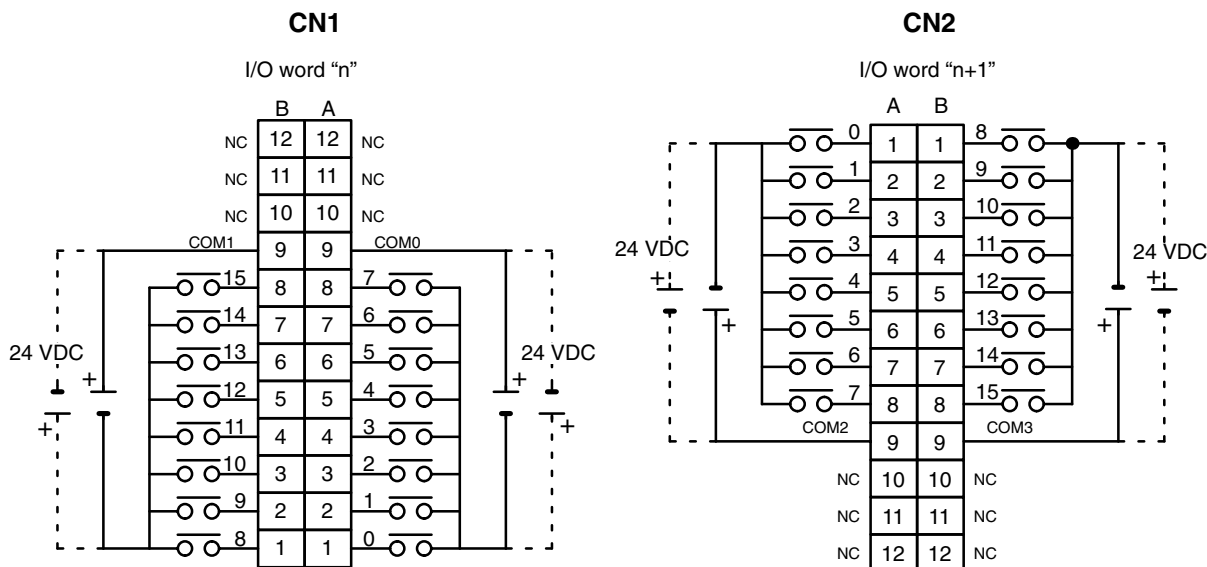 CN1
I/O word “n”
B A
NC 12 12 NC
NC 11 11 NC
NC 10 10 NC
COM1 9 9 COM0
15 8 8 7
14 7 7 6
13 6 6 5
24 VDC + + 24 VDC
12 5 5 4
+ +
11 4 4 3
10 3 3 2
9 2 2 1
8 1 1 0
CN2
I/O word “n+1”
A B
0 1 1 8
1 2 2 9
2 3 3 10
24 VDC 3 4 4 11 24 VDC
+ +
4 5 5 12
+ +
5 6 6 13
6 7 7 14
7 8 8 15
COM2 9 9 COM3
NC 10 10 NC
NC 11 11 NC
NC 12 12 NC